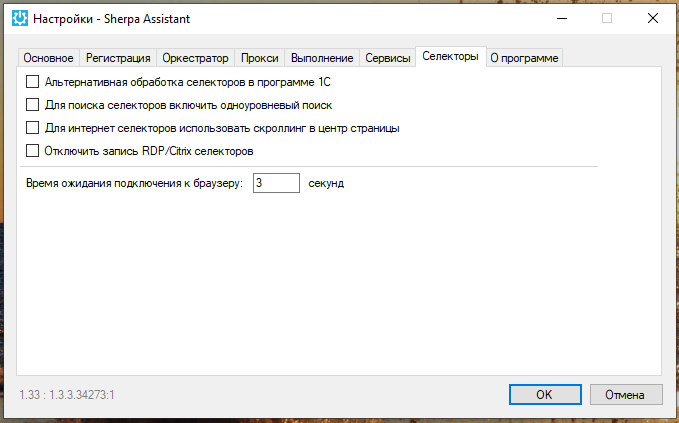 Настройки - Sherpa Assistant
Основное Регистрация Оркестратор Прокси Выполнение Сервисы Селекторы О программе
Альтернативная обработка селекторов в программе 1С
Для поиска селекторов включить одноуровневый поиск
Для интернет селекторов использовать скроллинг в центр страницы
Отключить запись RDP/Citrix селекторов
Время ожидания подключения к браузеру: 3 секунд
1.33 : 1.3.3.34273:1
OK Отмена